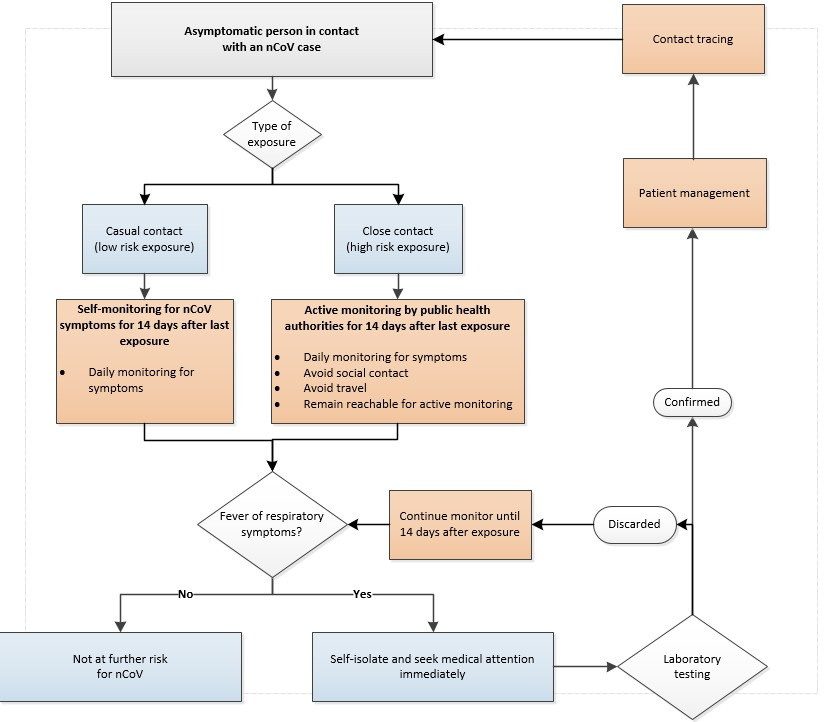 Asymptomatic person in contact
with an nCoV case
Contact tracing
Type of
exposure
Patient management
Casual contact
(low risk exposure)
Close contact
(high risk exposure)
Self-monitoring for nCoV
symptoms for 14 days after last
exposure
• Daily monitoring for
symptoms
Active monitoring by public health
authorities for 14 days after last exposure
• Daily monitoring for symptoms
• Avoid social contact
• Avoid travel
• Remain reachable for active monitoring
Confirmed
Fever of respiratory
symptoms?
Continue monitor until
14 days after exposure
Discarded
No
Yes
Not at further risk
for nCoV
Self-isolate and seek medical attention
immediately
Laboratory
testing